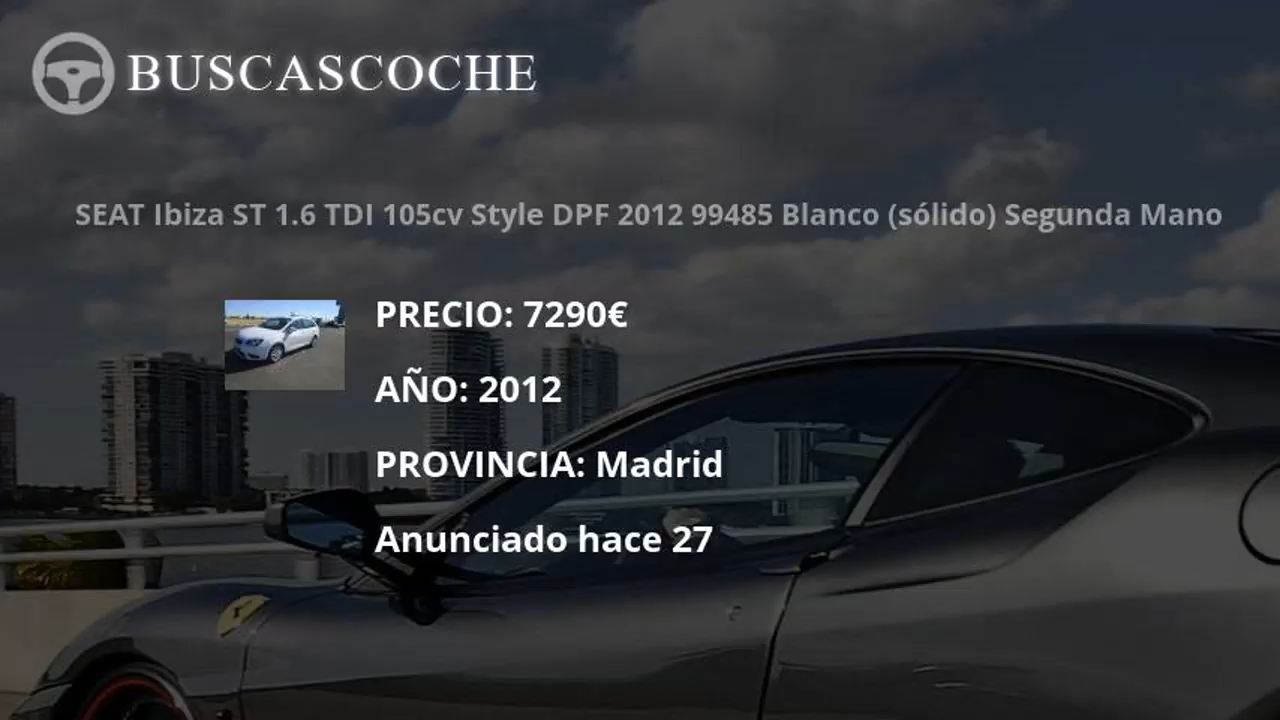 BUSCASCOCHE
SEAT Ibiza ST 1.6 TDI 105cv Style DPF 2012 99485 Blanco (sólido) Segunda Mano
PRECIO: 7290€
AÑO: 2012
PROVINCIA: Madrid
Anunciado hace 27